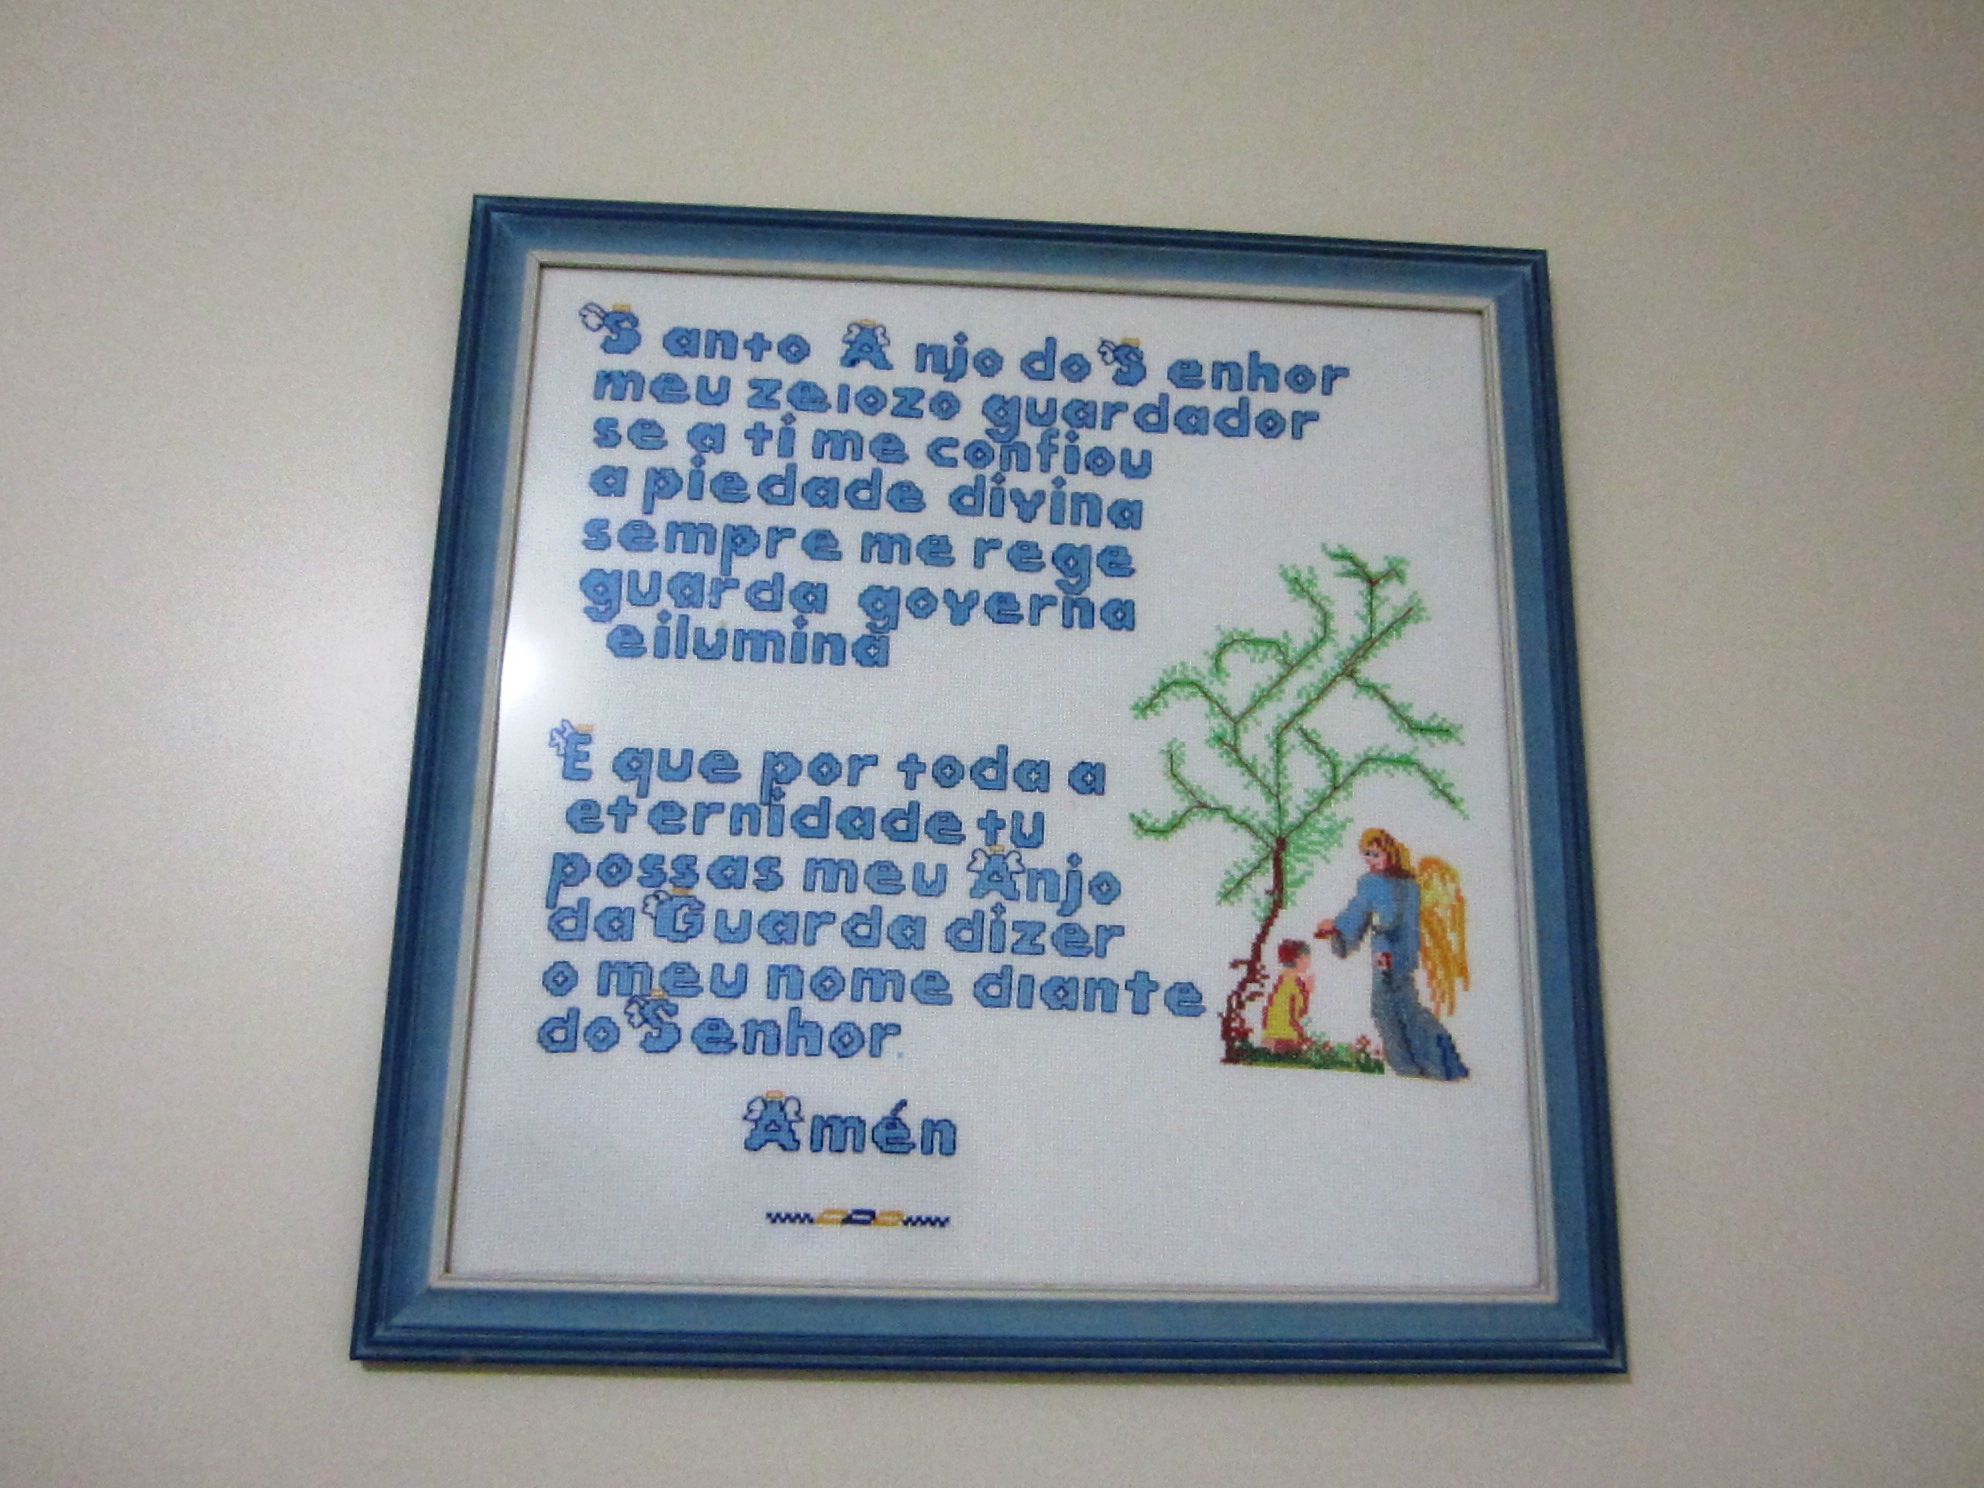 Santo Anjo do Senhor
meu zelozo guardador
se a ti me confiou
a piedade divina
sempre me rege
guarda governa
e ilumina
E que por toda a
eternidade tu
possas meu Anjo
da Guarda dizer
o meu nome diante
do Senhor.
Amén